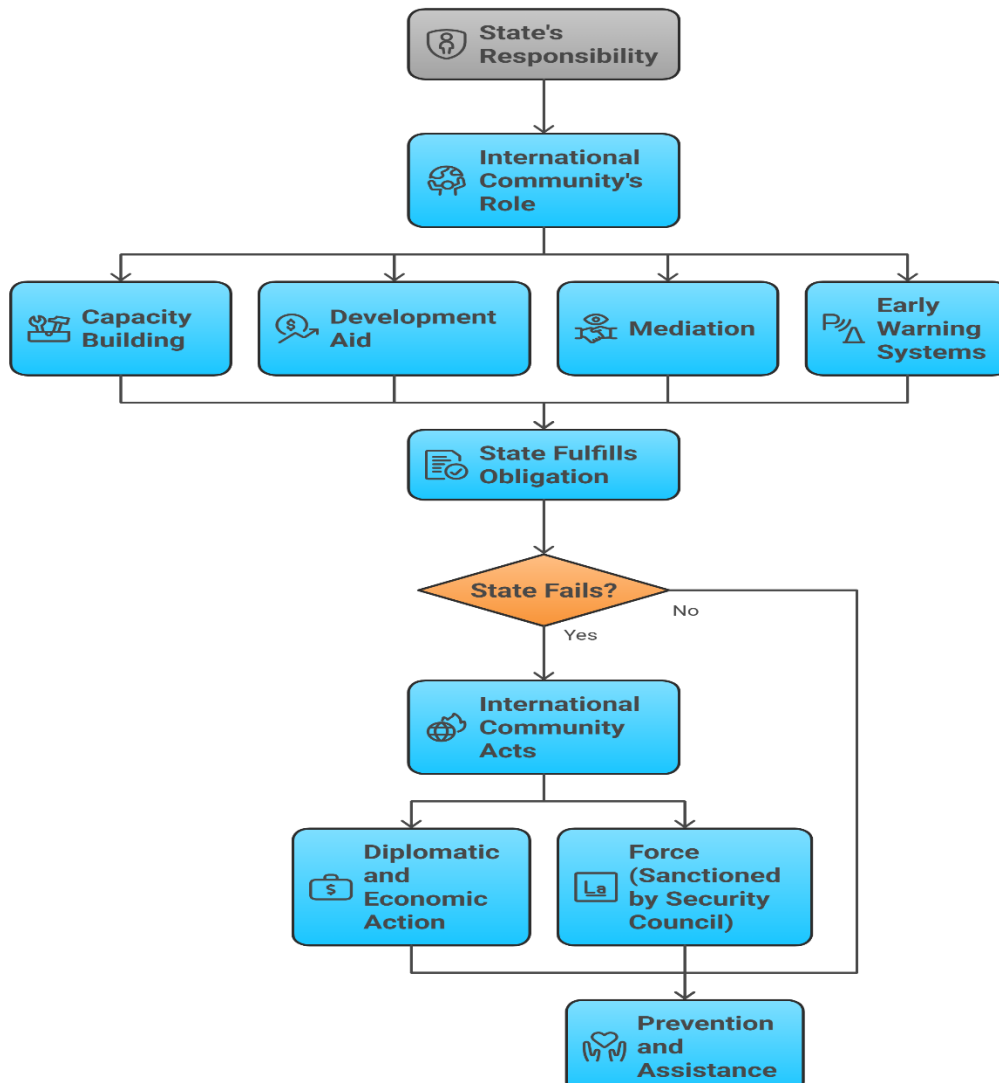 State's
Responsibility
International
Community's
Role
Capacity
Building
Development
Aid
Mediation
Early
Warning
Systems
State Fulfills
Obligation
State Fails?
No
Yes
International
Community
Acts
Diplomatic
and
Economic
Action
Force
(Sanctioned
by Security
Council)
Prevention
and
Assistance